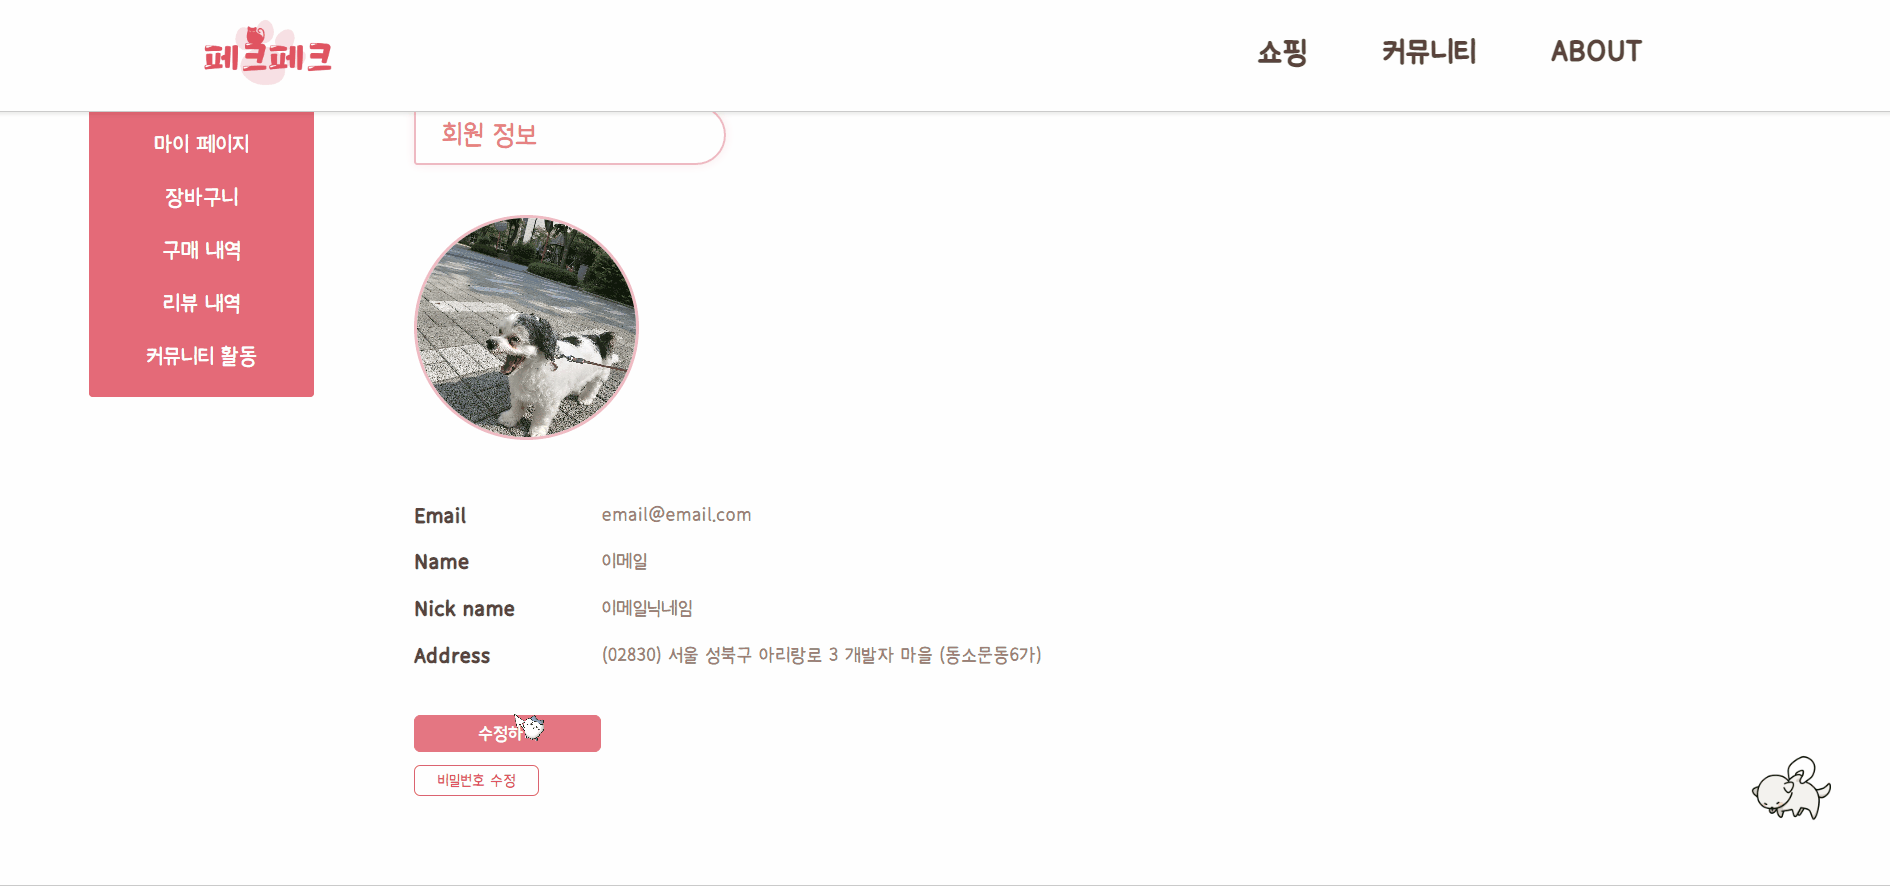 페크페크
쇼핑 커뮤니티 ABOUT
마이 페이지
장바구니
구매 내역
리뷰 내역
커뮤니티 활동
회원 정보
Email email@email.com
Name 이메일
Nick name 이메일닉네임
Address (02830) 서울 성북구 아리랑로 3 개발자 마을 (동소문동6가)
수정하
비밀번호 수정